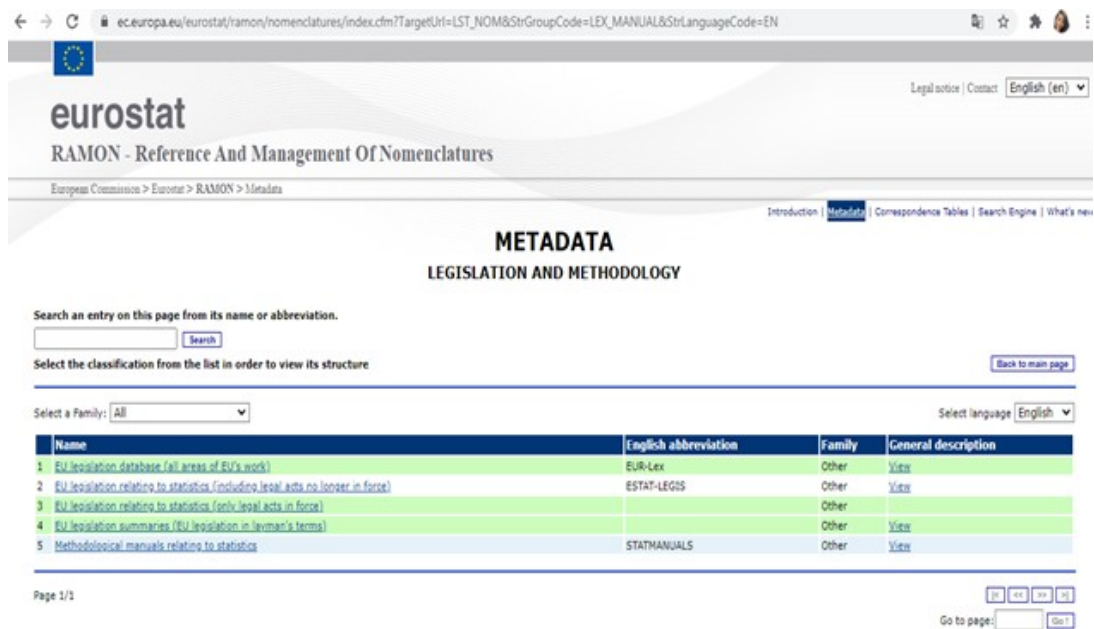 ec.europa.eu/eurostat/ramon/nomenclatures/index.cfm?TargetUrl=LST_NOM&StrGroupCode=LEX_MANUAL&StrLanguageCode=EN
Legal notice | Contact English (en)
eurostat
RAMON - Reference And Management Of Nomenclatures
European Commission > Eurostat > RAMON > Metadata
Introduction | Metadata | Correspondence Tables | Search Engine | What's new
METADATA
LEGISLATION AND METHODOLOGY
Search an entry on this page from its name or abbreviation.
Search
Select the classification from the list in order to view its structure
Back to main page
Select a Family: All Select language English
Name English abbreviation Family General description
1 EU legislation database (all areas of EU's work) EUR-Lex Other View
2 EU legislation relating to statistics (including legal acts no longer in force) ESTAT-LEGIS Other View
3 EU legislation relating to statistics (only legal acts in force) Other
4 EU legislation summaries (EU legislation in layman's terms) Other View
5 Methodological manuals relating to statistics STATMANUALS Other View
Page 1/1 |< << >> >|
Go to page: Go !